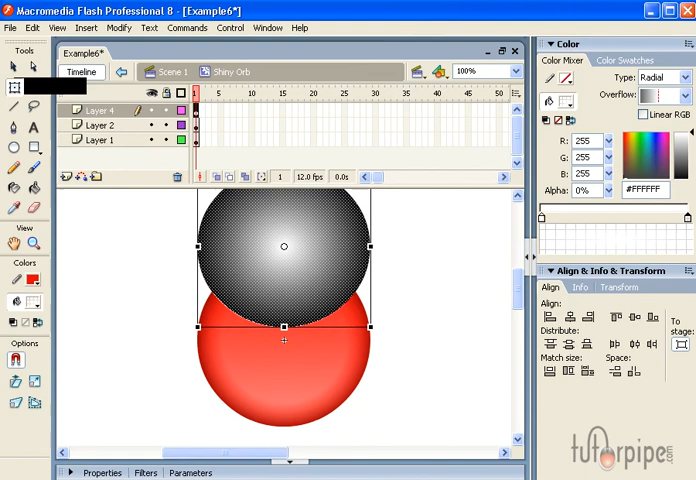 Macromedia Flash Professional 8 - [Example6*]
File Edit View Insert Modify Text Commands Control Window Help
Tools
View
Colors
Options
Example6*
Timeline Scene 1 Shiny Orb 100%
1 5 10 15 20 25 30 35 40 45 50
Layer 4
Layer 2
Layer 1
1 12.0 fps 0.0s
Properties Filters Parameters
Color
Color Mixer Color Swatches
Type: Radial
Overflow:
Linear RGB
R: 255
G: 255
B: 255
Alpha: 0% #FFFFFF
Align & Info & Transform
Align Info Transform
Align:
Distribute:
To stage:
Match size: Space:
tutorpipe.com